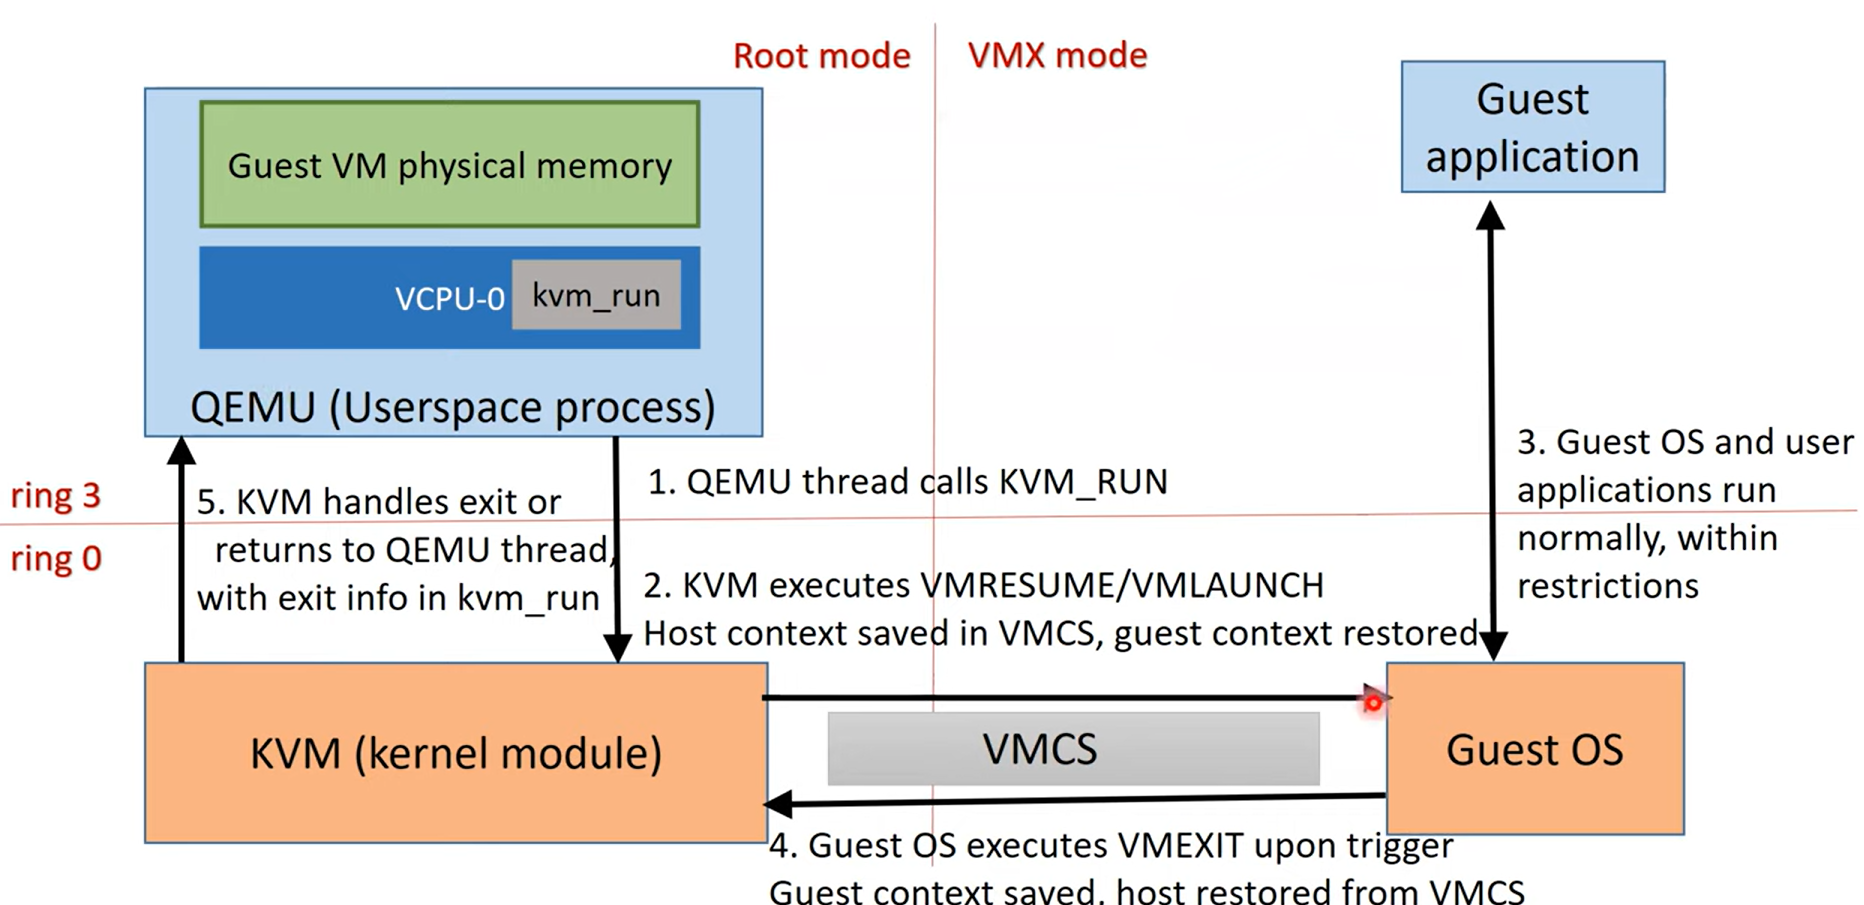 Root mode
VMX mode
Guest VM physical memory
VCPU-0
kvm_run
QEMU (Userspace process)
Guest
application
ring 3
ring 0
5. KVM handles exit or
returns to QEMU thread,
with exit info in kvm_run
1. QEMU thread calls KVM_RUN
2. KVM executes VMRESUME/VMLAUNCH
Host context saved in VMCS, guest context restored
3. Guest OS and user
applications run
normally, within
restrictions
KVM (kernel module)
VMCS
Guest OS
4. Guest OS executes VMEXIT upon trigger
Guest context saved, host restored from VMCS